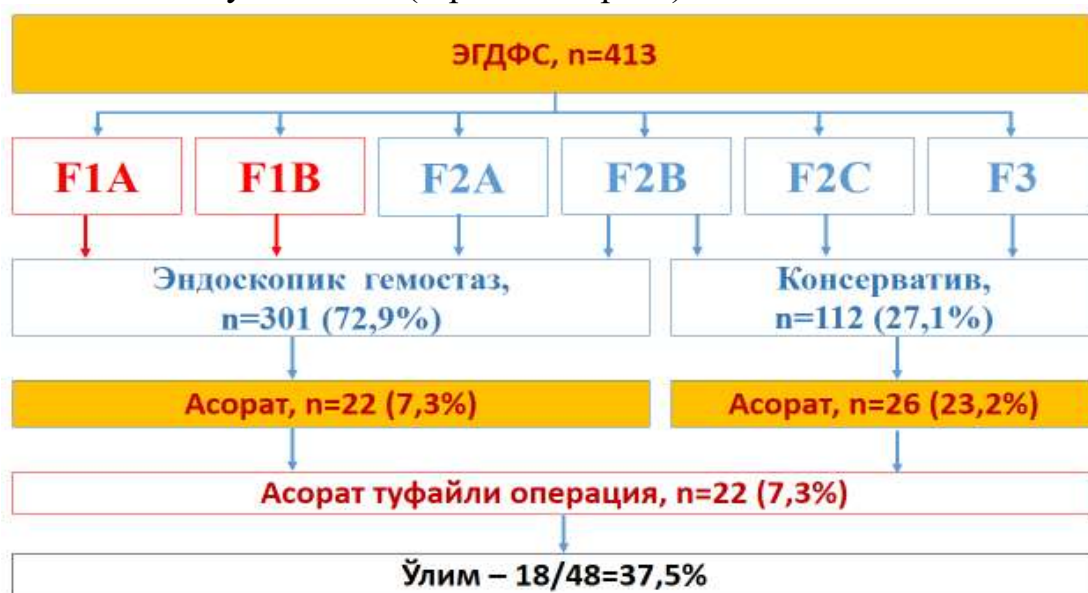 ЭГДФС, n=413
F1A F1B F2A F2B F2C F3
Эндоскопик гемостаз,
n=301 (72,9%)
Консерватив,
n=112 (27,1%)
Асорат, n=22 (7,3%)
Асорат, n=26 (23,2%)
Асорат туфайли операция, n=22 (7,3%)
Ўлим – 18/48=37,5%